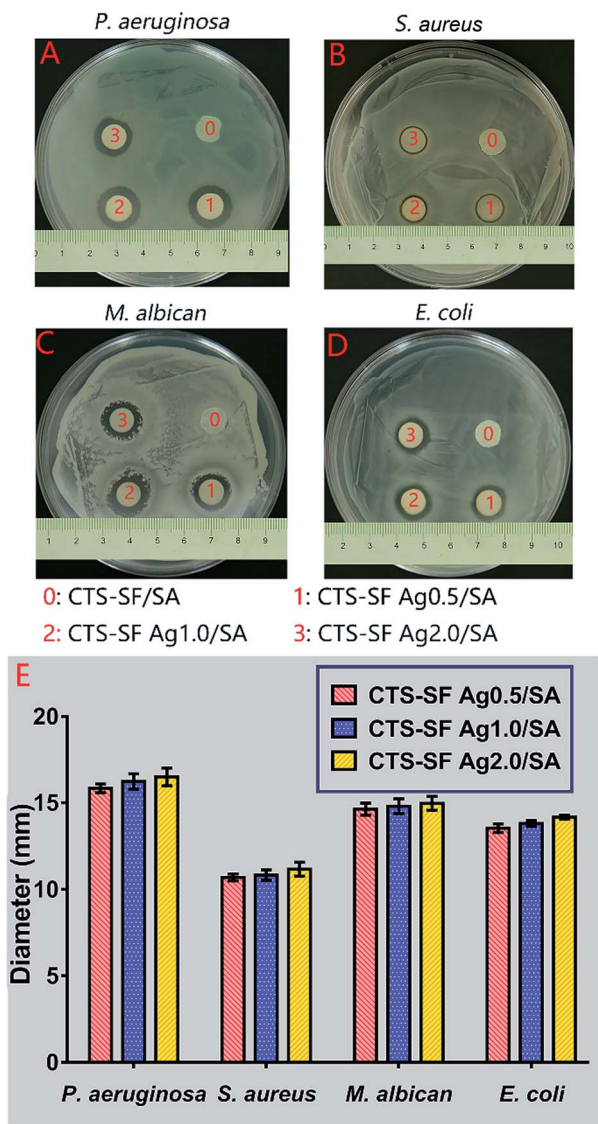 P. aeruginosa
S. aureus
A
B
3
0
3
0
2
1
2
1
0 1 2 3 4 5 6 7 8 9
1 2 3 4 5 6 7 8 9 10
M. albican
E. coli
C
D
3
0
3
0
2
1
2
1
1 2 3 4 5 6 7 8 9
2 3 4 5 6 7 8 9 10
0: CTS-SF/SA
1: CTS-SF Ag0.5/SA
2: CTS-SF Ag1.0/SA
3: CTS-SF Ag2.0/SA
E
CTS-SF Ag0.5/SA
CTS-SF Ag1.0/SA
CTS-SF Ag2.0/SA
Diameter (mm)
20
15
10
5
0
P. aeruginosa
S. aureus
M. albican
E. coli